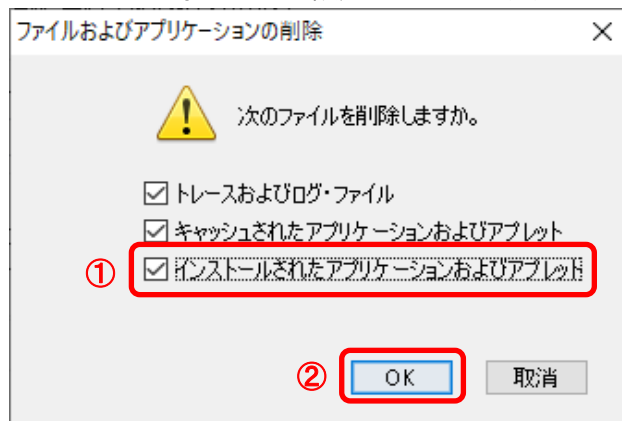 ファイルおよびアプリケーションの削除
次のファイルを削除しますか。
トレースおよびログ・ファイル
キャッシュされたアプリケーションおよびアプレット
① インストールされたアプリケーションおよびアプレット
② OK 取消